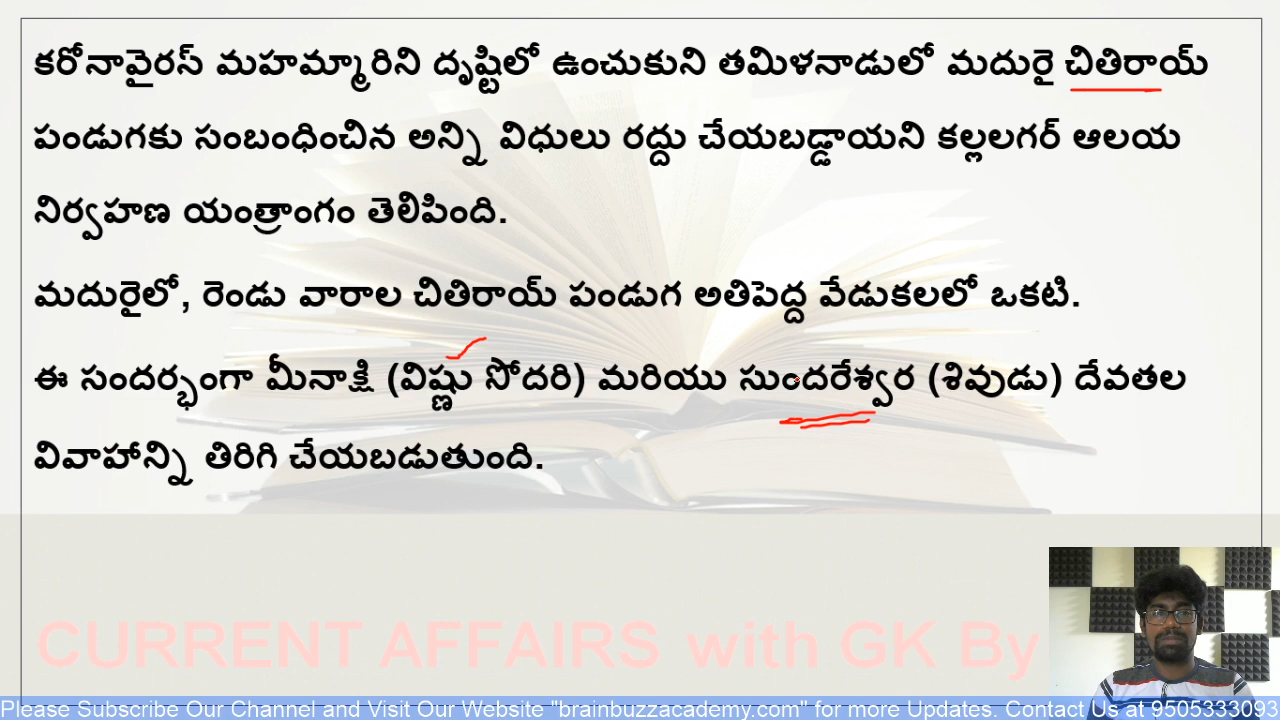 కరోనావైరస్ మహమ్మారిని దృష్టిలో ఉంచుకుని తమిళనాడులో మదురై చితిరాయ్
పండుగకు సంబంధించిన అన్ని విధులు రద్దు చేయబడ్డాయని కల్లలగర్ ఆలయ
నిర్వహణ యంత్రాంగం తెలిపింది.
మదురైలో, రెండు వారాల చితిరాయ్ పండుగ అతిపెద్ద వేడుకలలో ఒకటి.
ఈ సందర్భంగా మీనాక్షి (విష్ణు సోదరి) మరియు సుందరేశ్వర (శివుడు) దేవతల
వివాహాన్ని తిరిగి చేయబడుతుంది.
CURRENT AFFAIRS with GK By
Please Subscribe Our Channel and Visit Our Website "brainbuzzacademy.com" for more Updates. Contact Us at 9505333093